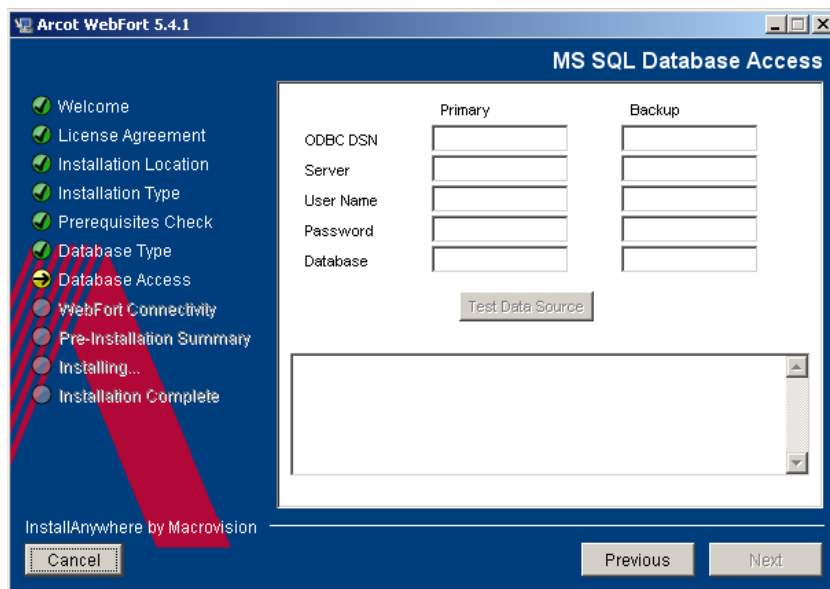 Arcot WebFort 5.4.1
MS SQL Database Access
Welcome
License Agreement
Installation Location
Installation Type
Prerequisites Check
Database Type
Database Access
WebFort Connectivity
Pre-Installation Summary
Installing...
Installation Complete
Primary Backup
ODBC DSN
Server
User Name
Password
Database
Test Data Source
InstallAnywhere by Macrovision
Cancel Previous Next